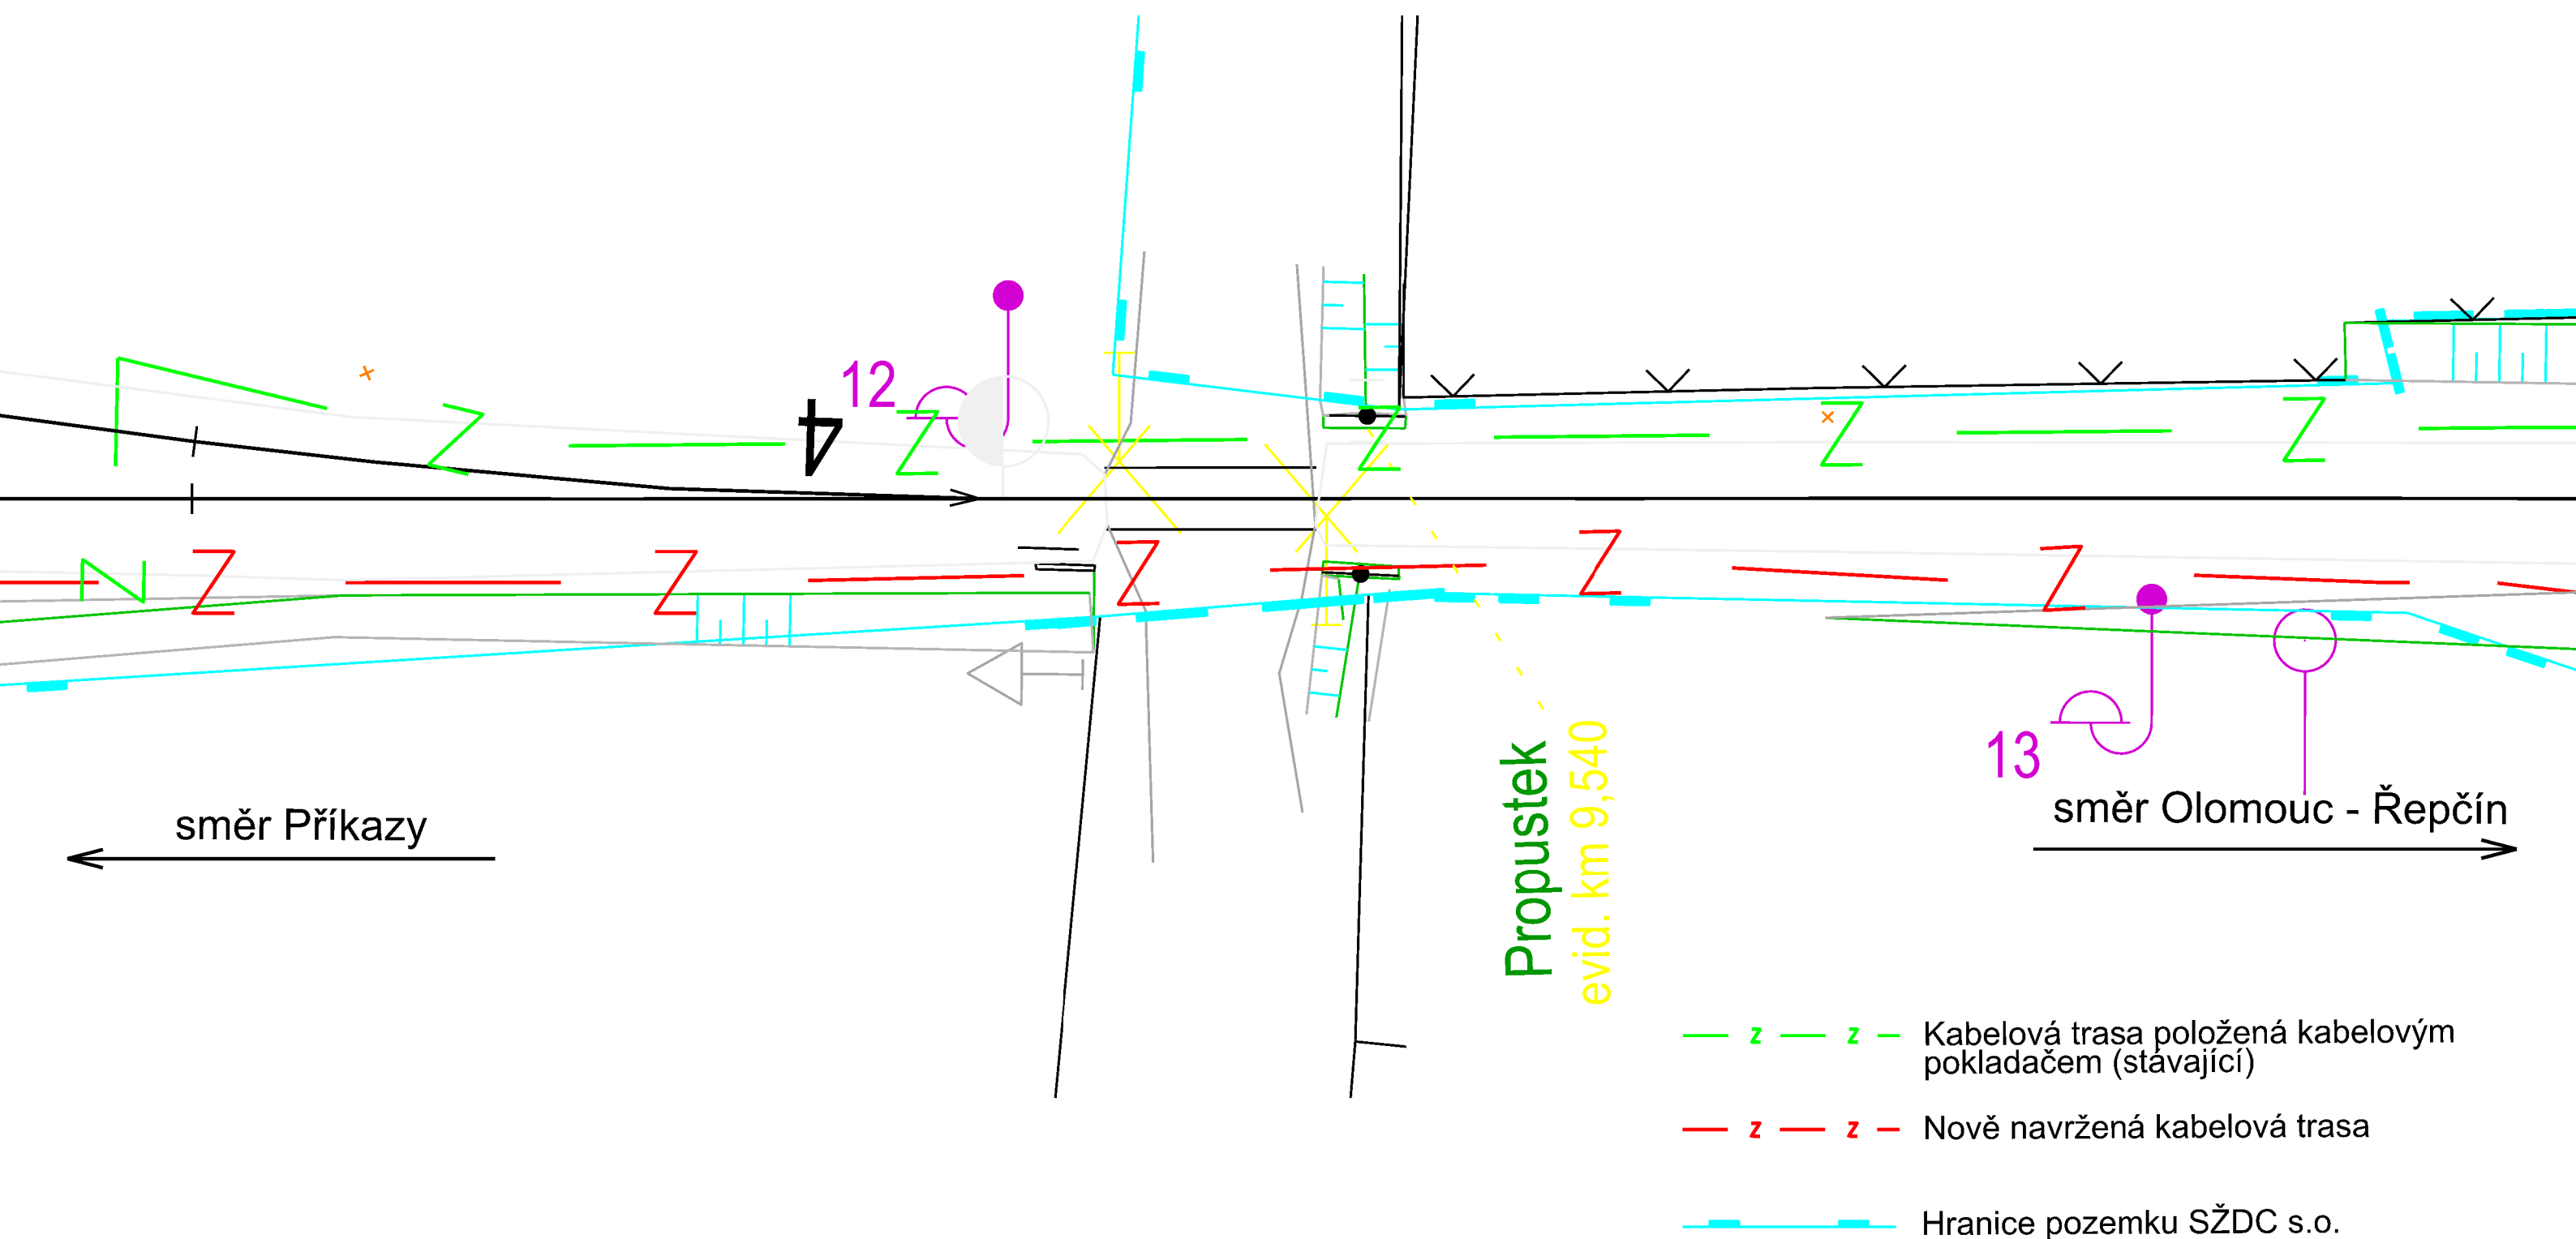 12
4
Z
Z
Z
Z
Z
Z
Z
Z
Z
Z
Z
13
Propustek
evid. km 9,540
směr Příkazy
směr Olomouc - Řepčín
z z Kabelová trasa položená kabelovým
pokladačem (stávající)
z z Nově navržená kabelová trasa
Hranice pozemku SŽDC s.o.